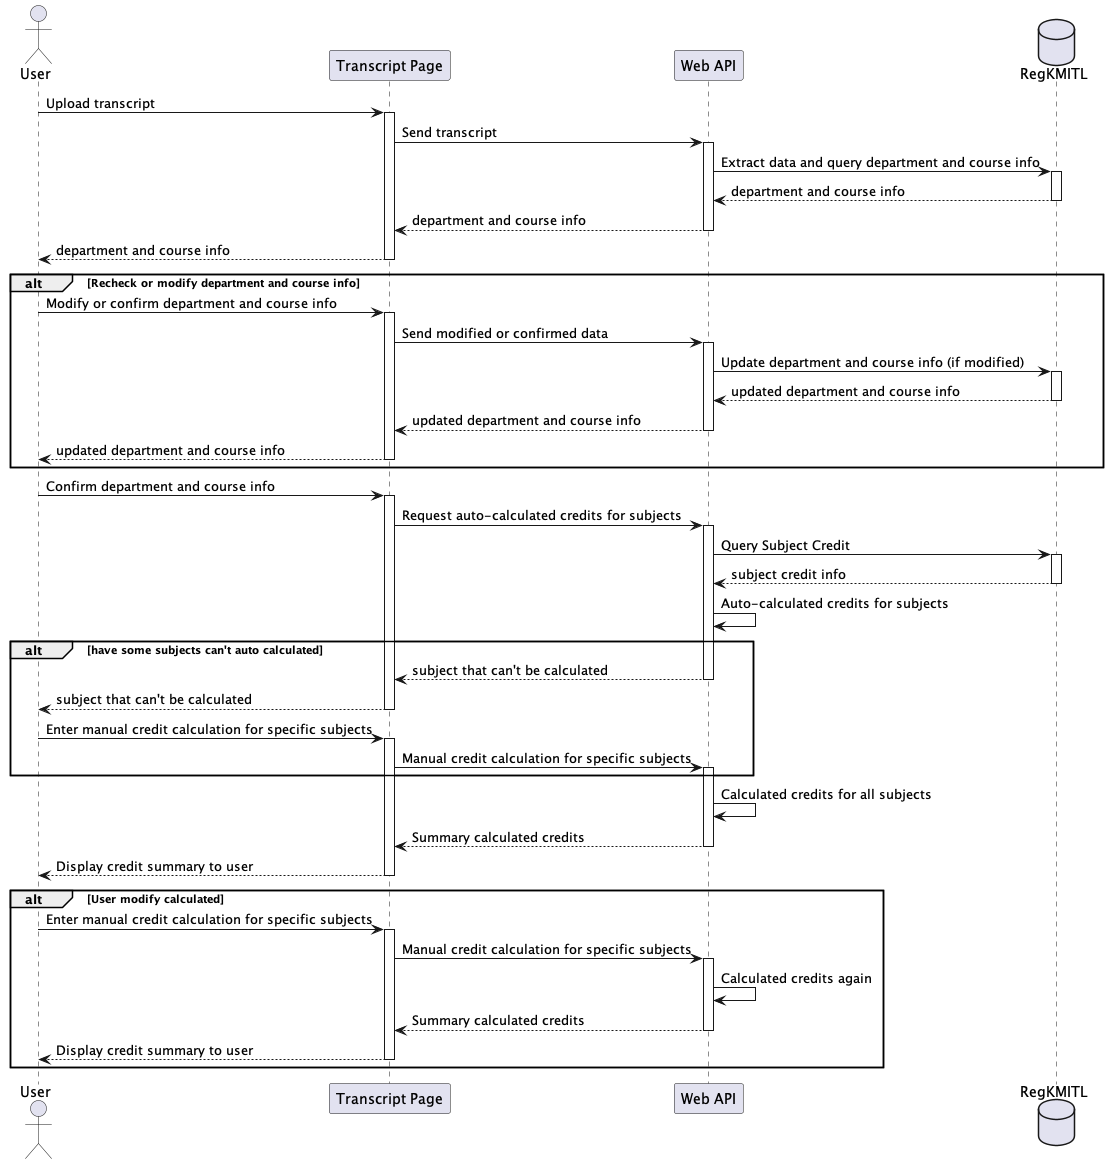 User
Transcript Page
Web API
RegKMITL
Upload transcript
Send transcript
Extract data and query department and course info
department and course info
department and course info
department and course info
alt [Recheck or modify department and course info]
Modify or confirm department and course info
Send modified or confirmed data
Update department and course info (if modified)
updated department and course info
updated department and course info
updated department and course info
Confirm department and course info
Request auto-calculated credits for subjects
Query Subject Credit
subject credit info
Auto-calculated credits for subjects
alt [have some subjects can't auto calculated]
subject that can't be calculated
subject that can't be calculated
Enter manual credit calculation for specific subjects
Manual credit calculation for specific subjects
Calculated credits for all subjects
Summary calculated credits
Display credit summary to user
alt [User modify calculated]
Enter manual credit calculation for specific subjects
Manual credit calculation for specific subjects
Calculated credits again
Summary calculated credits
Display credit summary to user
User
Transcript Page
Web API
RegKMITL